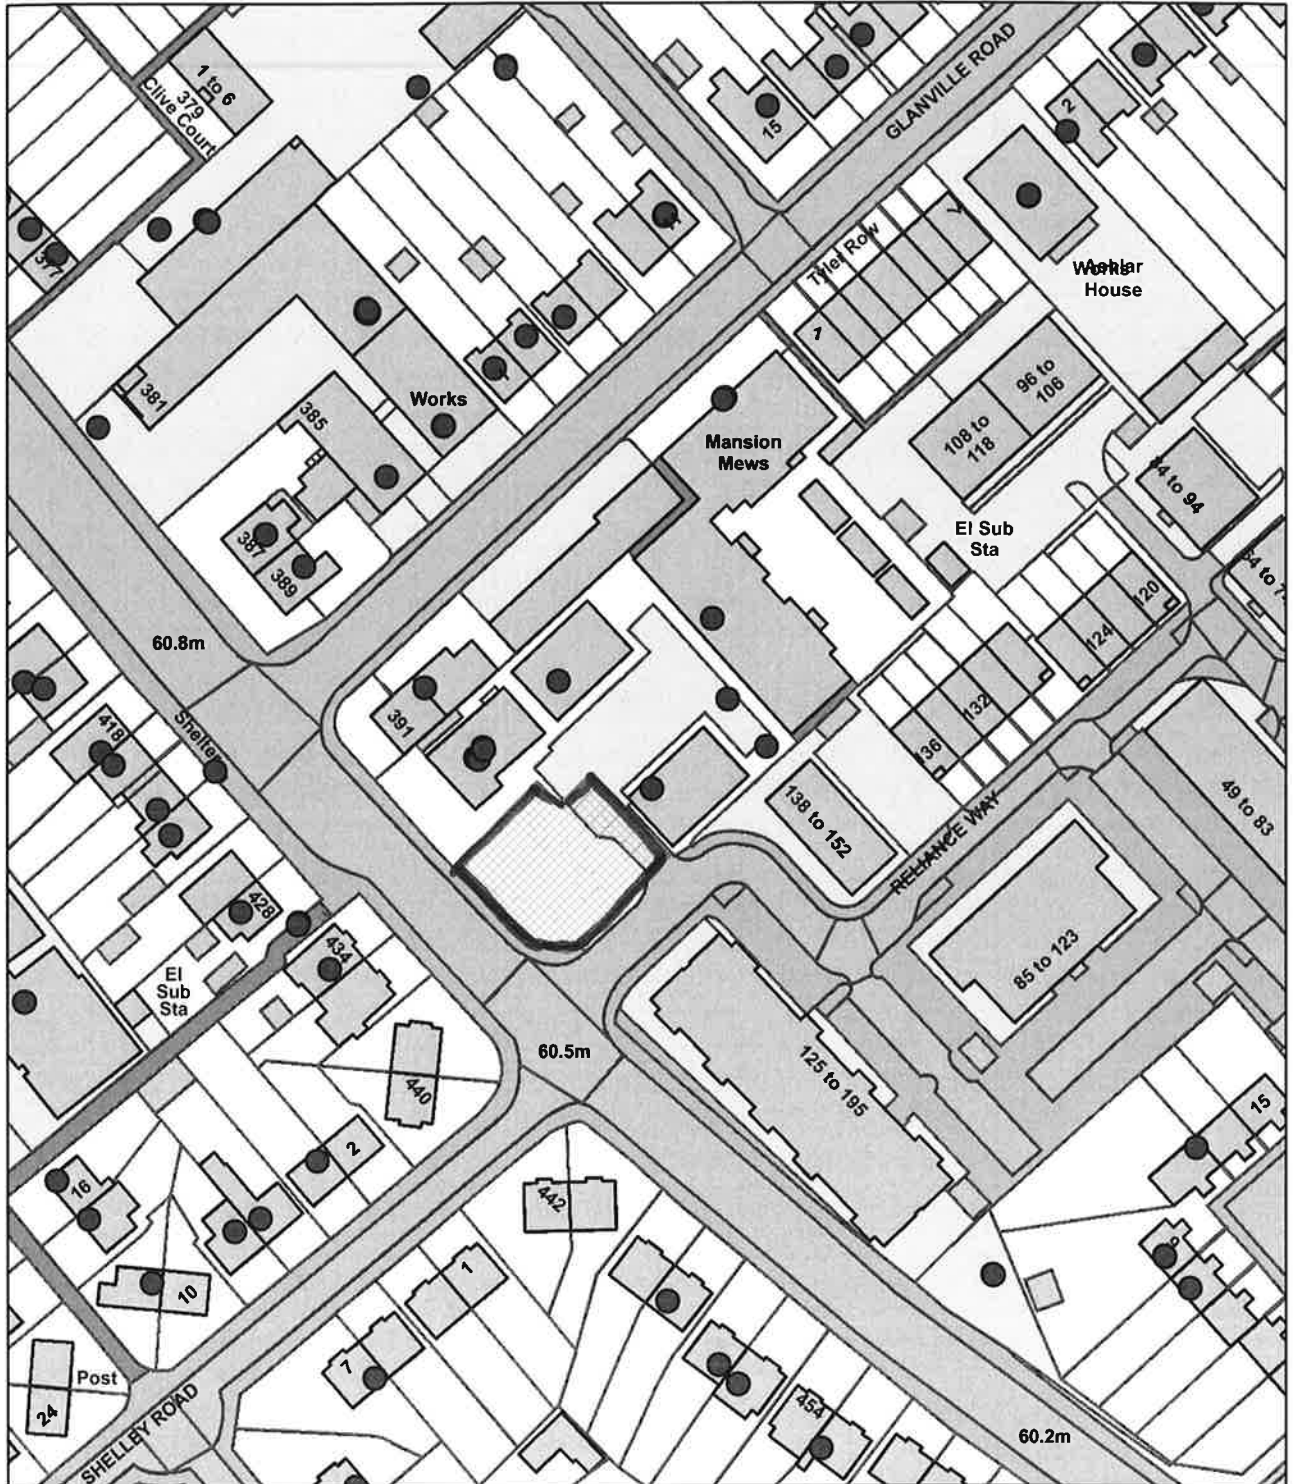 1 to 6
379
Clive Court
377
15
GLANVILLE ROAD
2
Tyler Row
1
Works
Ashlar
House
381
385
Works
387
389
Mansion
Mews
96 to
106
108 to
118
84 to 94
El Sub
Sta
120
124
132
136
138 to 152
RELIANCE WAY
49 to 83
85 to 123
60.8m
391
Shelter
418
428
434
El
Sub
Sta
440
60.5m
125 to 195
2
16
10
442
1
7
15
Post
24
SHELLEY ROAD
454
60.2m